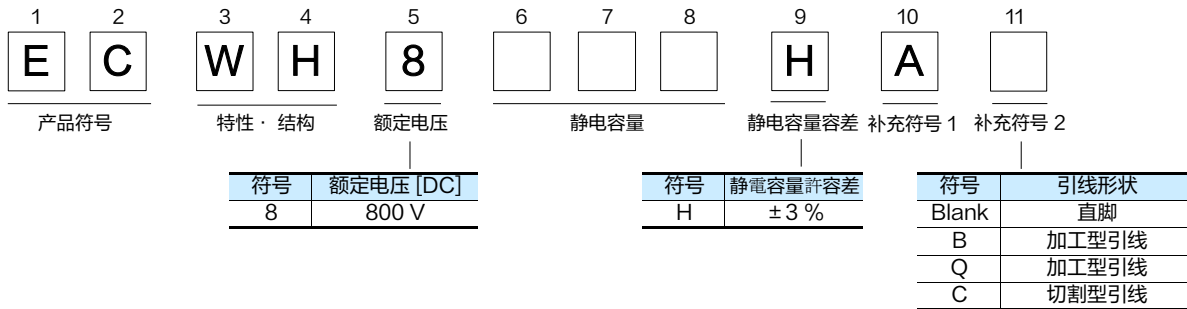 1 2 3 4 5 6 7 8 9 10 11
E C W H 8 H A
产品符号 特性· 结构 额定电压 静电容量 静电容量容差 补充符号 1 补充符号 2
符号 额定电压 [DC] 符号 静電容量許容差 符号 引线形状
8 800 V H ±3 % Blank 直脚
B 加工型引线
Q 加工型引线
C 切割型引线